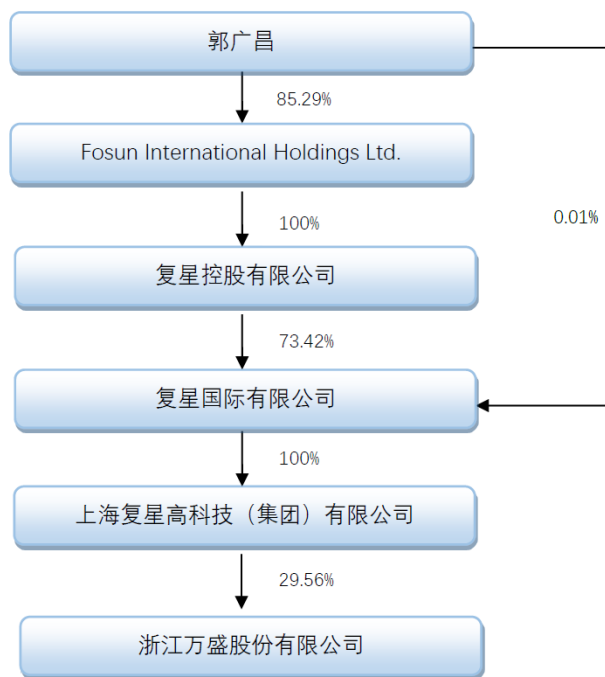 郭广昌
85.29%
Fosun International Holdings Ltd.
100%
0.01%
复星控股有限公司
73.42%
复星国际有限公司
100%
上海复星高科技（集团）有限公司
29.56%
浙江万盛股份有限公司